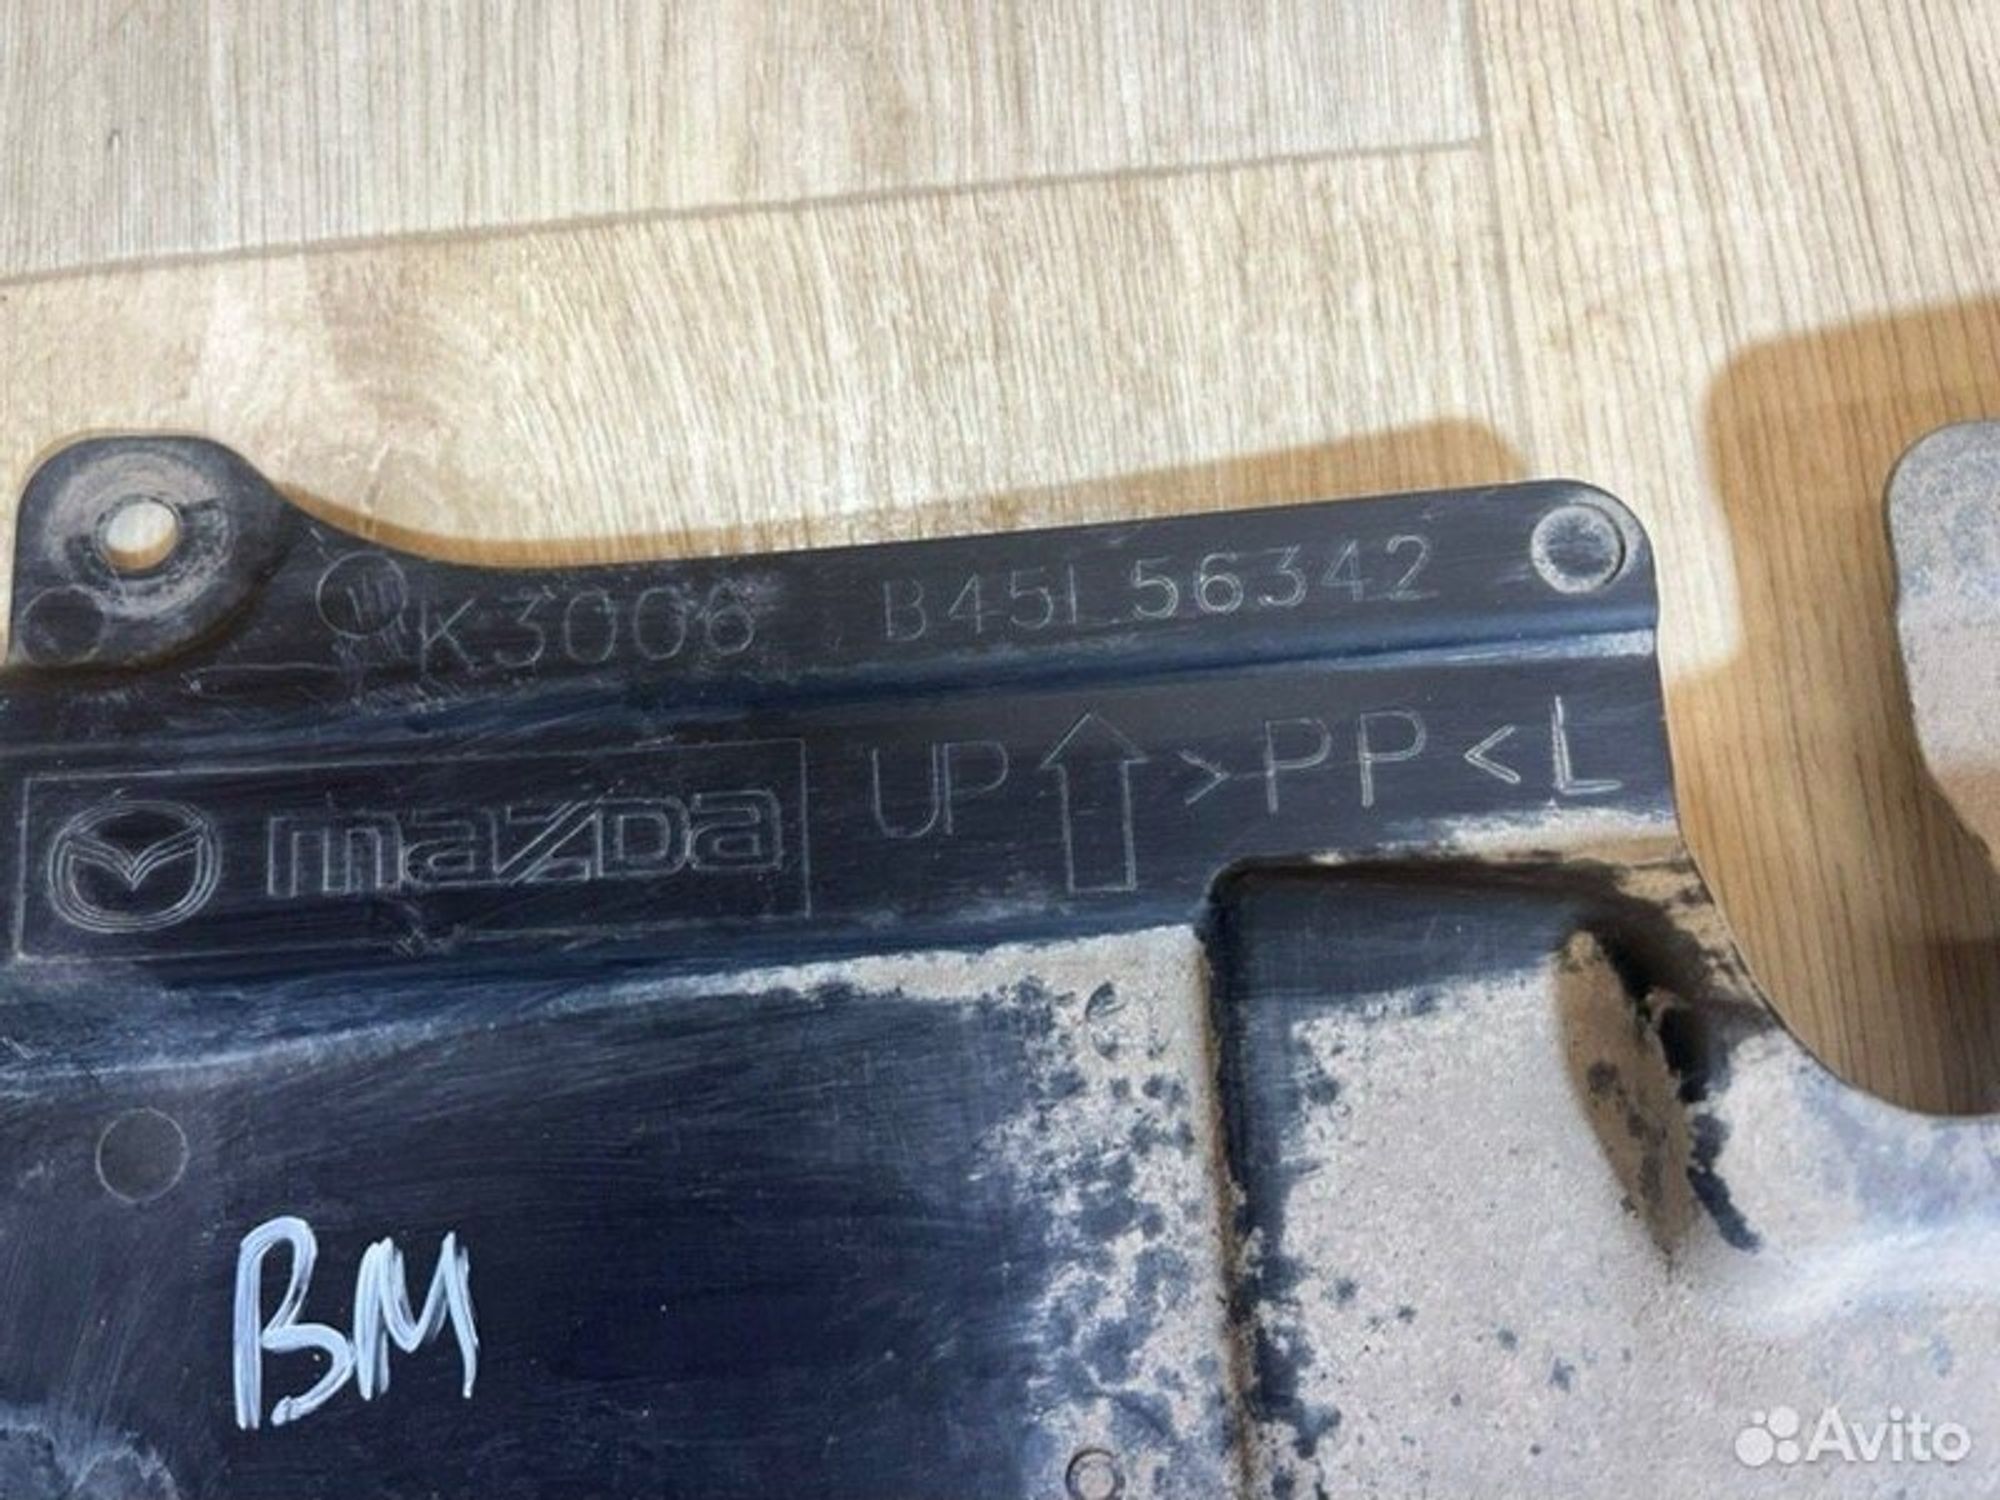 K3006 B45L 56342
mazda UP >PP< L
BM
Avito